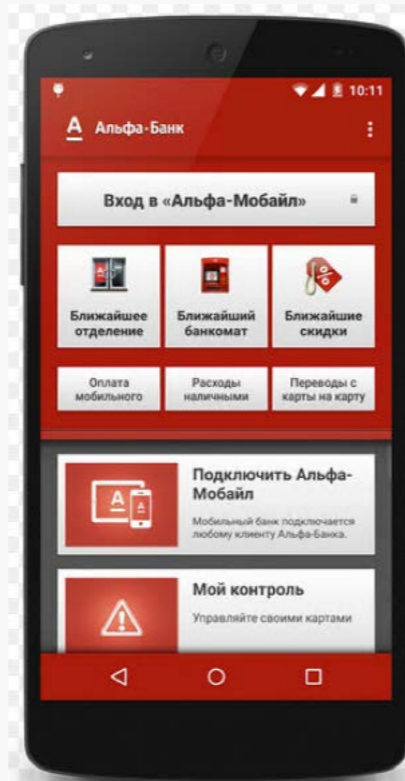 10:11
А Альфа·Банк
Вход в «Альфа-Мобайл»
Ближайшее
отделение
Ближайший
банкомат
Ближайшие
скидки
Оплата
мобильного
Расходы
наличными
Переводы с
карты на карту
Подключить Альфа-
Мобайл
Мобильный банк подключается
любому клиенту Альфа-Банка.
Мой контроль
Управляйте своими картами